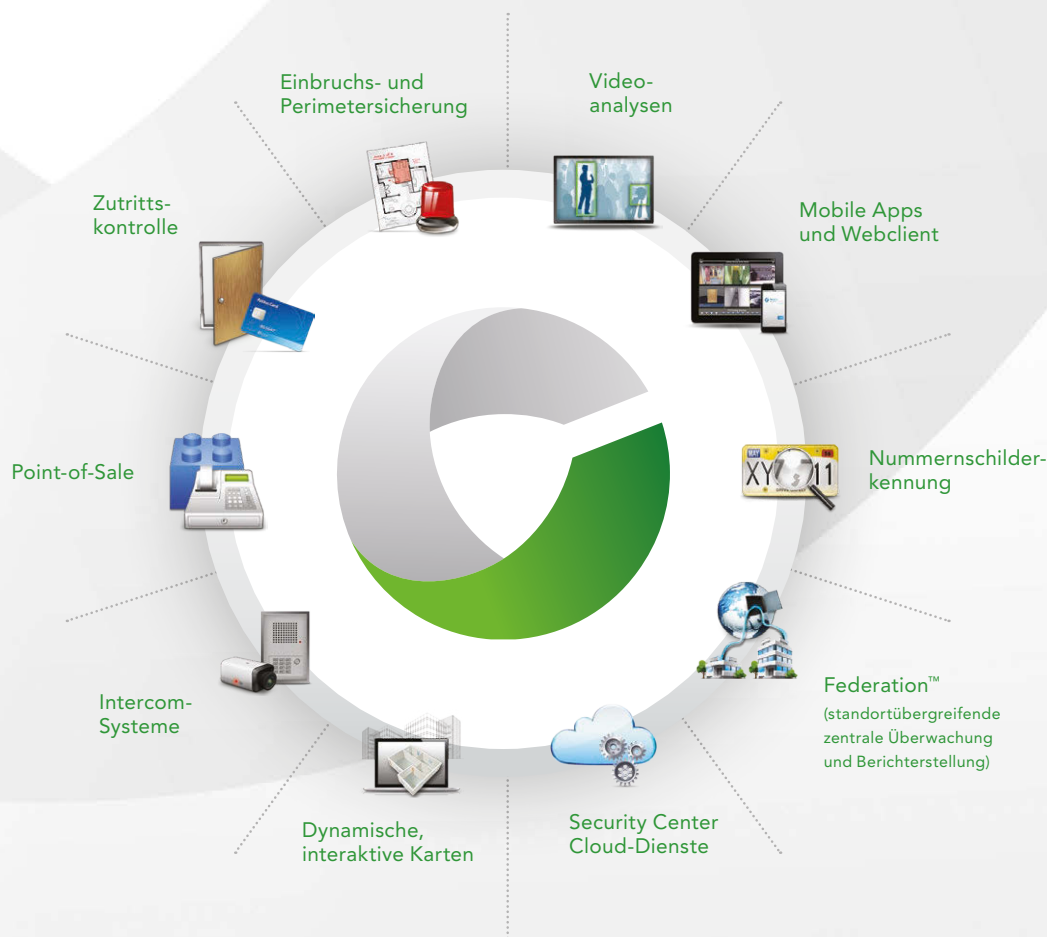 Einbruchs- und
Perimetersicherung
Video-
analysen
Mobile Apps
und Webclient
Nummernschilder-
kennung
XY 7 11
Federation™
(standortübergreifende
zentrale Überwachung
und Berichterstellung)
Security Center
Cloud-Dienste
Dynamische,
interaktive Karten
Intercom-
Systeme
Point-of-Sale
Zutritts-
kontrolle